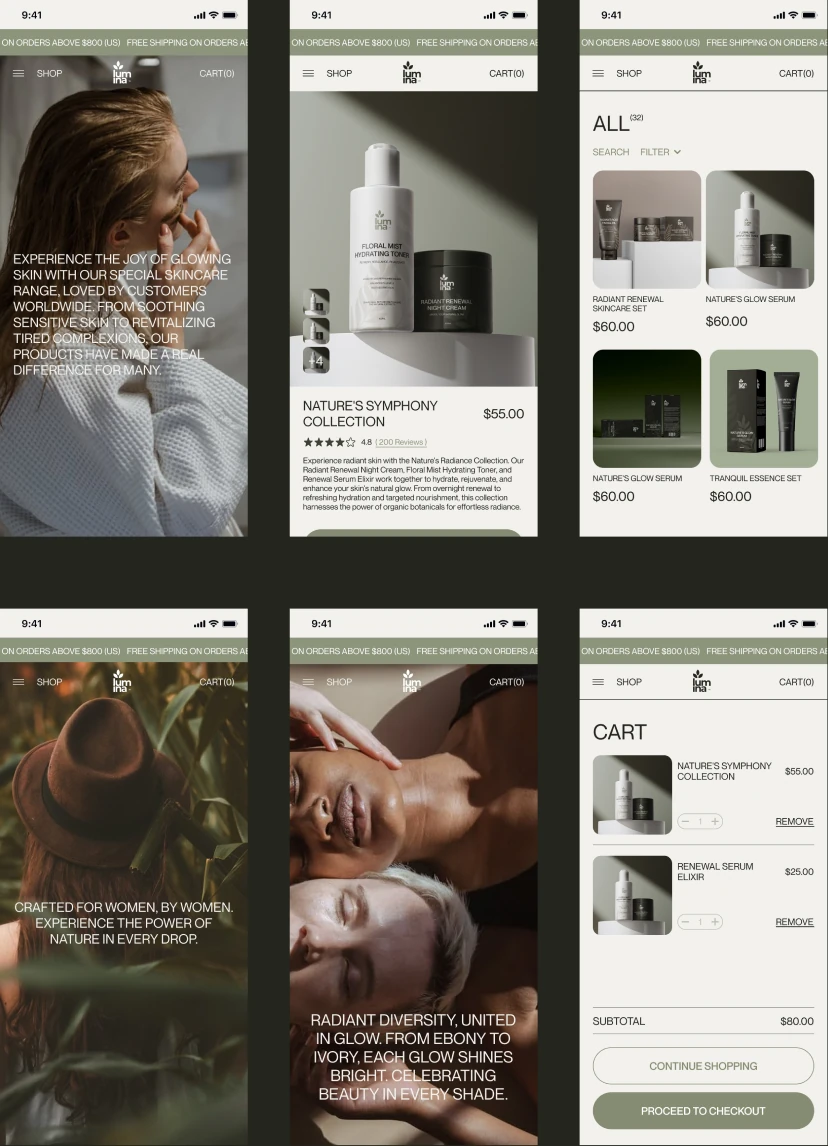 9:41
ON ORDERS ABOVE $800 (US) FREE SHIPPING ON ORDERS AB
SHOP
lum
ina
CART(0)
EXPERIENCE THE JOY OF GLOWING
SKIN WITH OUR SPECIAL SKINCARE
RANGE, LOVED BY CUSTOMERS
WORLDWIDE. FROM SOOTHING
SENSITIVE SKIN TO REVITALIZING
TIRED COMPLEXIONS, OUR
PRODUCTS HAVE MADE A REAL
DIFFERENCE FOR MANY.
9:41
ON ORDERS ABOVE $800 (US) FREE SHIPPING ON ORDERS AB
SHOP
lum
ina
CART(0)
lum
ina
FLORAL MIST
HYDRATING TONER
lum
ina
RADIANT RENEWAL
NIGHT CREAM
+4
NATURE'S SYMPHONY
COLLECTION
$55.00
4.8 ( 200 Reviews )
Experience radiant skin with the Nature's Radiance Collection. Our
Radiant Renewal Night Cream, Floral Mist Hydrating Toner, and
Renewal Serum Elixir work together to hydrate, rejuvenate, and
enhance your skin's natural glow. From overnight renewal to
refreshing hydration and targeted nourishment, this collection
harnesses the power of organic botanicals for effortless radiance.
9:41
ON ORDERS ABOVE $800 (US) FREE SHIPPING ON ORDERS AB
SHOP
lum
ina
CART(0)
ALL (32)
SEARCH FILTER
RADIANT RENEWAL
SKINCARE SET
$60.00
NATURE'S GLOW SERUM
$60.00
NATURE'S GLOW SERUM
$60.00
TRANQUIL ESSENCE SET
$60.00
9:41
ON ORDERS ABOVE $800 (US) FREE SHIPPING ON ORDERS AB
SHOP
lum
ina
CART(0)
CRAFTED FOR WOMEN, BY WOMEN.
EXPERIENCE THE POWER OF
NATURE IN EVERY DROP.
9:41
ON ORDERS ABOVE $800 (US) FREE SHIPPING ON ORDERS AB
SHOP
lum
ina
CART(0)
RADIANT DIVERSITY, UNITED
IN GLOW. FROM EBONY TO
IVORY, EACH GLOW SHINES
BRIGHT. CELEBRATING
BEAUTY IN EVERY SHADE.
9:41
ON ORDERS ABOVE $800 (US) FREE SHIPPING ON ORDERS AB
SHOP
lum
ina
CART(0)
CART
NATURE'S SYMPHONY
COLLECTION
$55.00
1
REMOVE
RENEWAL SERUM
ELIXIR
$25.00
1
REMOVE
SUBTOTAL
$80.00
CONTINUE SHOPPING
PROCEED TO CHECKOUT